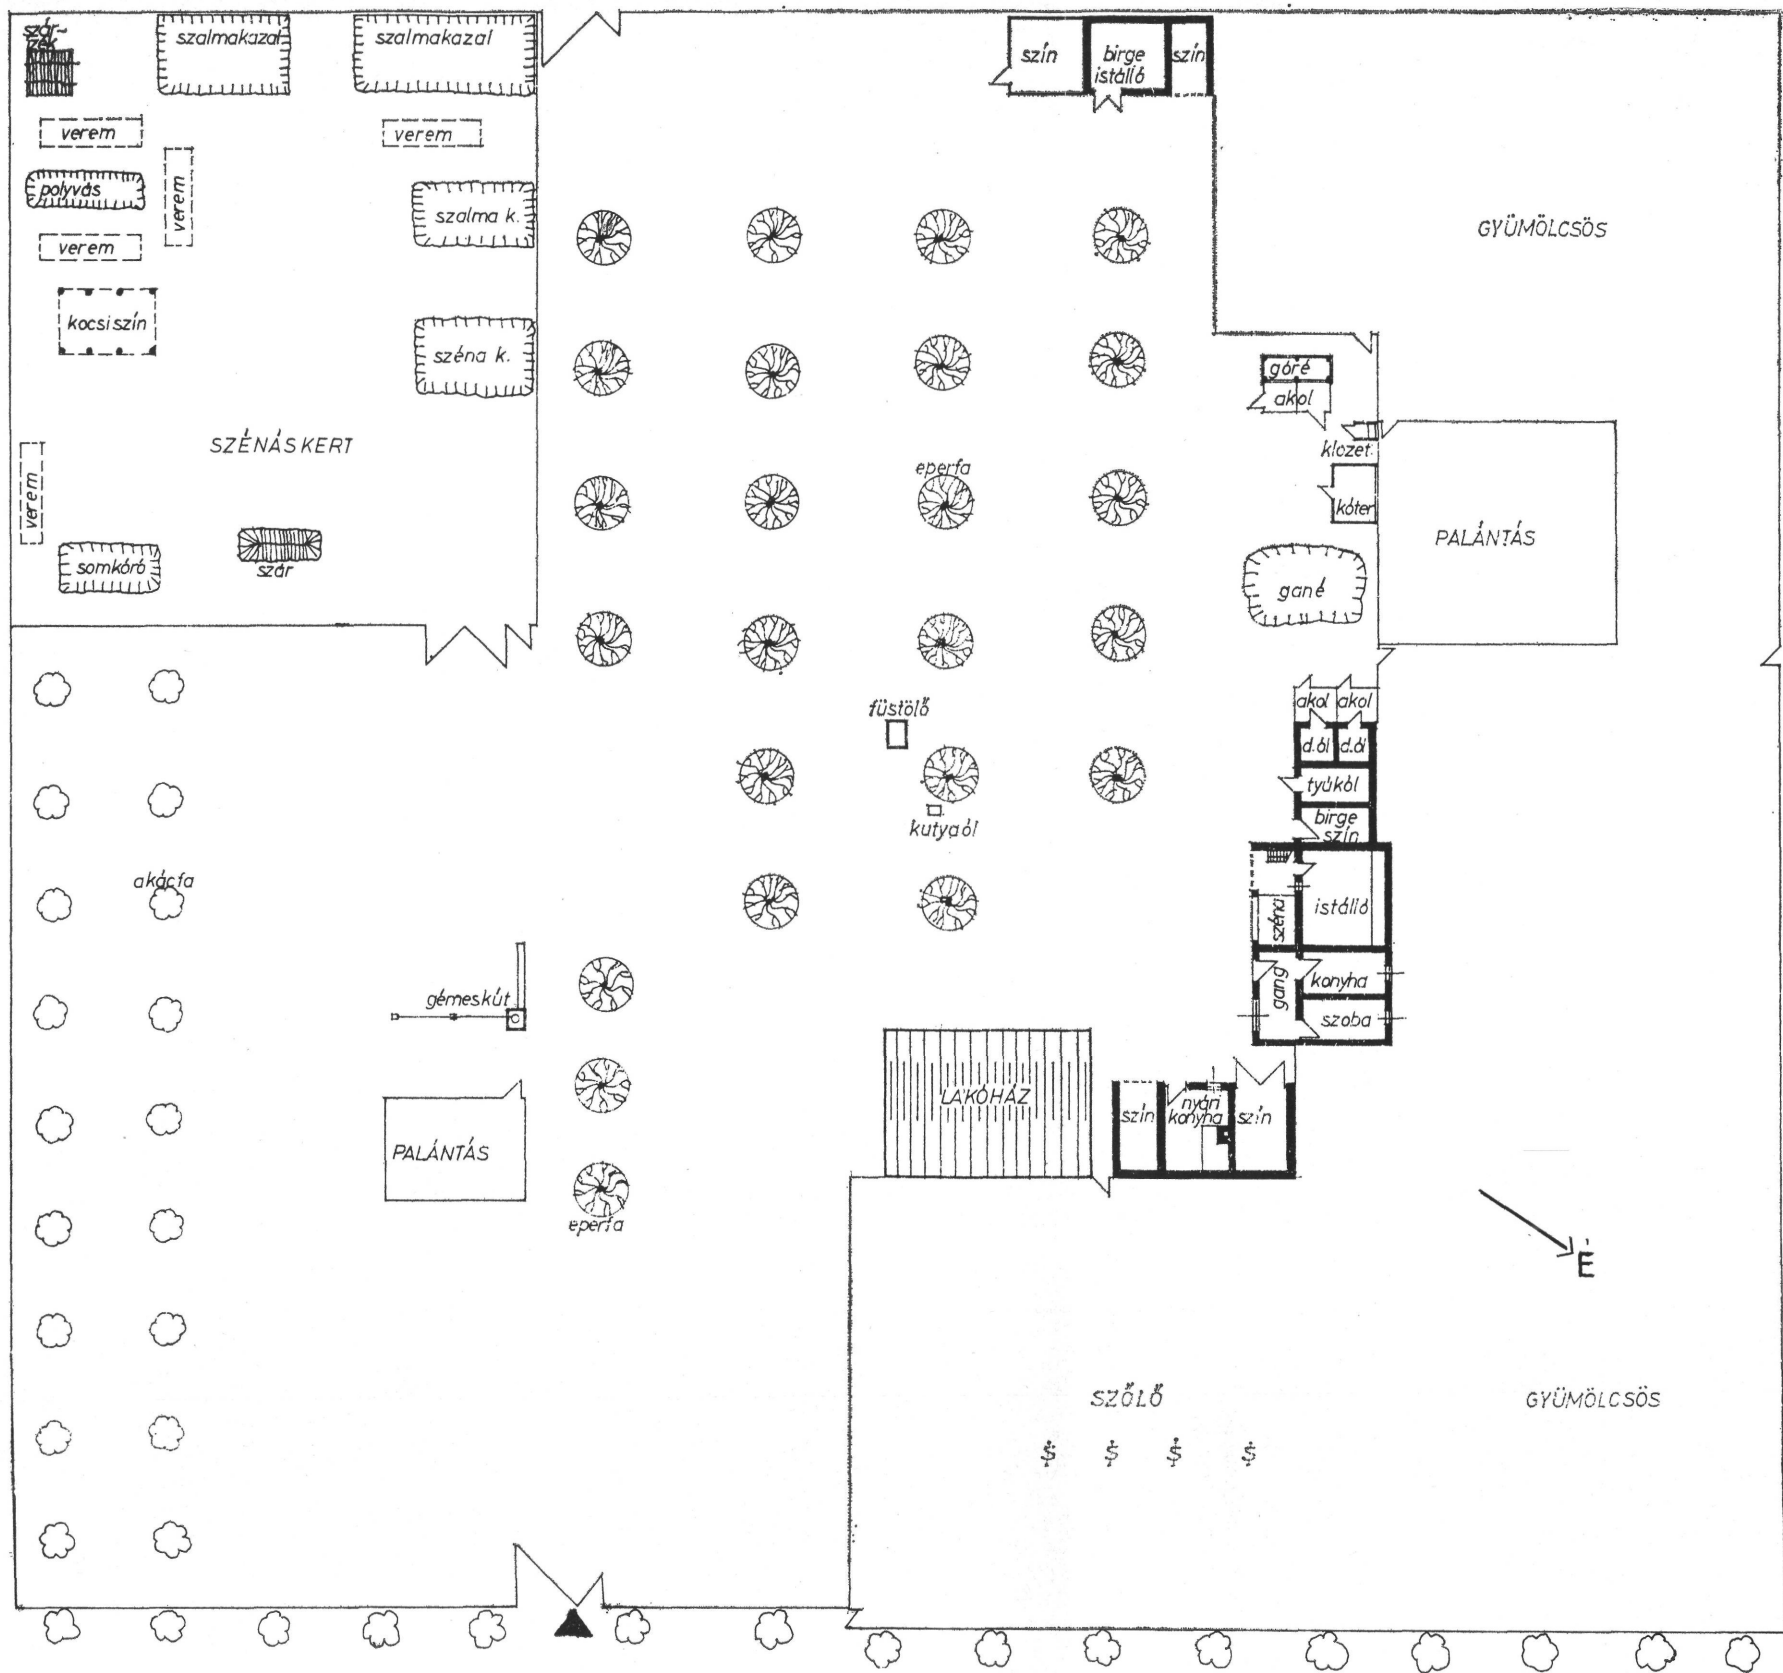 szár-
izék
szalmakazal
szalmakazal
szín
birge
istálló
szín
verem
verem
verem
polyvás
szalma k.
verem
GYÜMÖLCSÖS
kocsiszín
széna k.
góré
akol
SZÉNÁSKERT
klozet
eperfa
verem
kóter
PALÁNTÁS
somkóró
szár
gané
akol
akol
füstölő
d.ól
d.ól
tyúkól
birge
szín
kutyaól
akácfa
széna
istálló
gémeskút
gang
konyha
szoba
LAKÓHÁZ
szín
nyári
konyha
szín
PALÁNTÁS
eperfa
É
SZŐLŐ
GYÜMÖLCSÖS